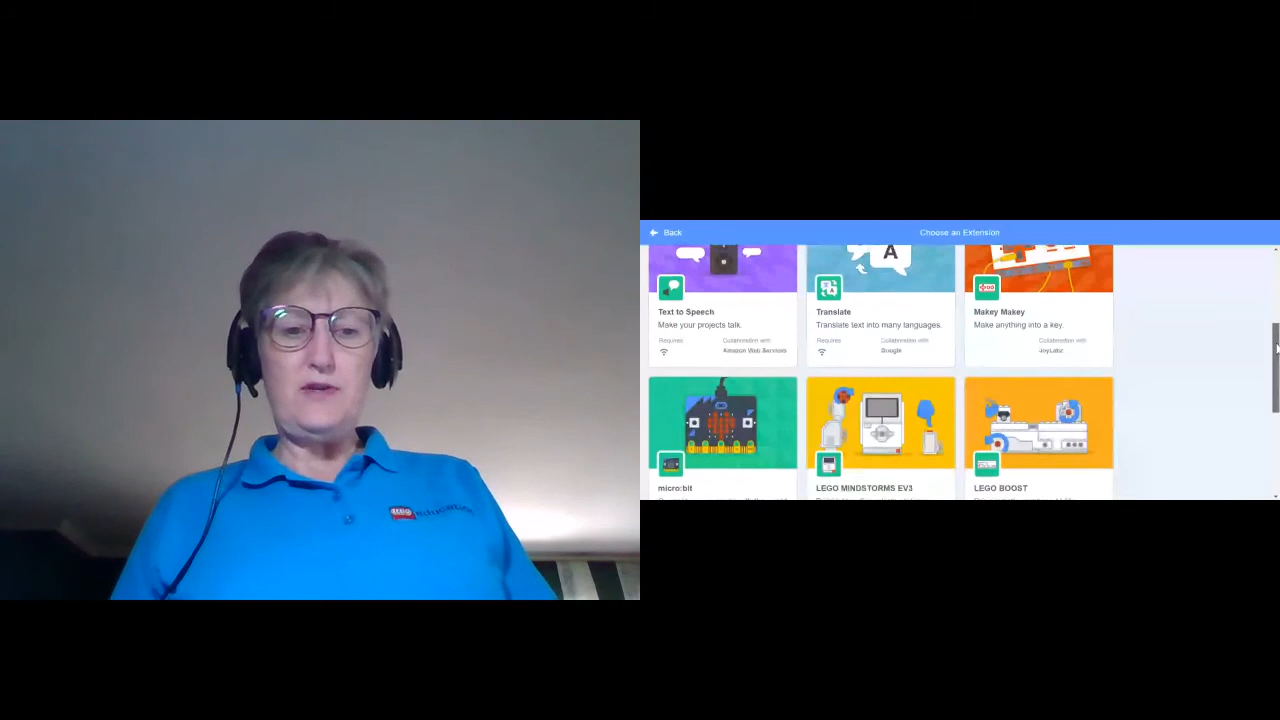 Back
Choose an Extension
A
Text to Speech
Make your projects talk.
Requires
Collaboration with
Amazon Web Services
Translate
Translate text into many languages.
Requires
Collaboration with
Google
Makey Makey
Make anything into a key.
Collaboration with
JoyLabz
micro:bit
LEGO MINDSTORMS EV3
LEGO BOOST
education